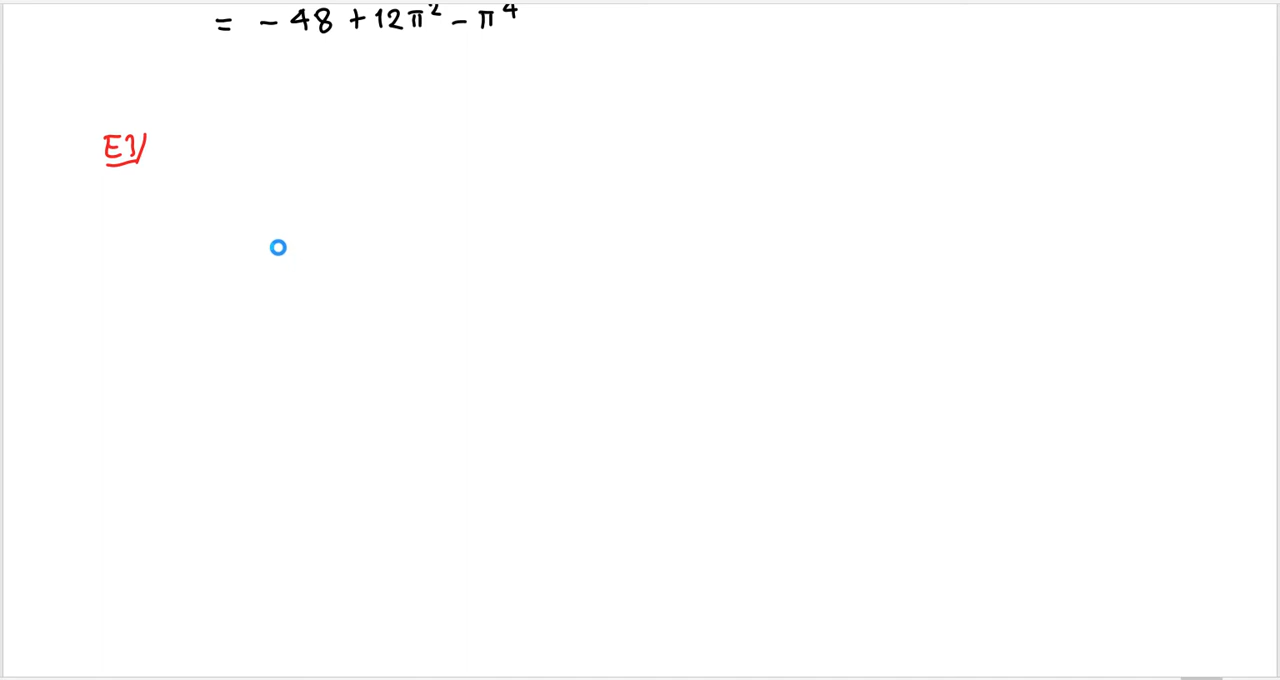 = - 48 + 12π² - π⁴
E3/